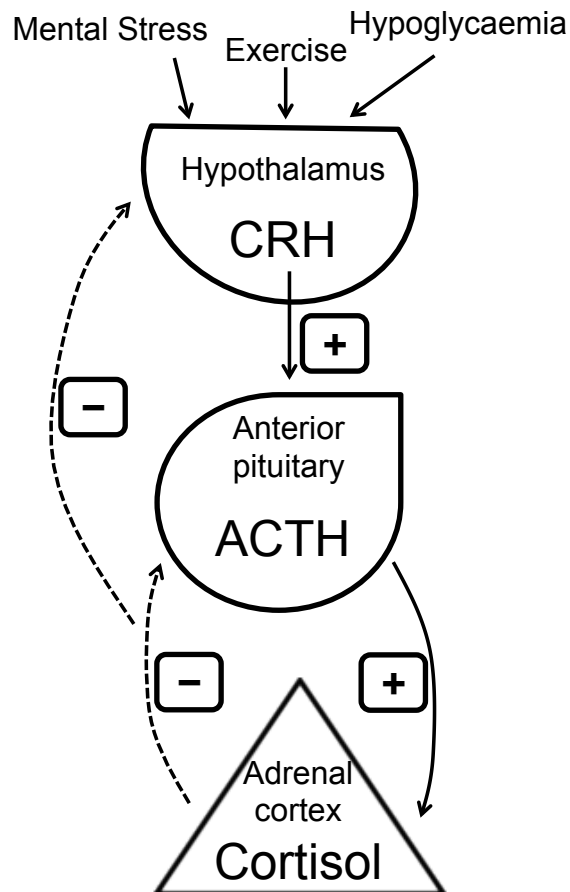 Mental Stress
Exercise
Hypoglycaemia
Hypothalamus
CRH
+
−
Anterior
pituitary
ACTH
−
+
Adrenal
cortex
Cortisol